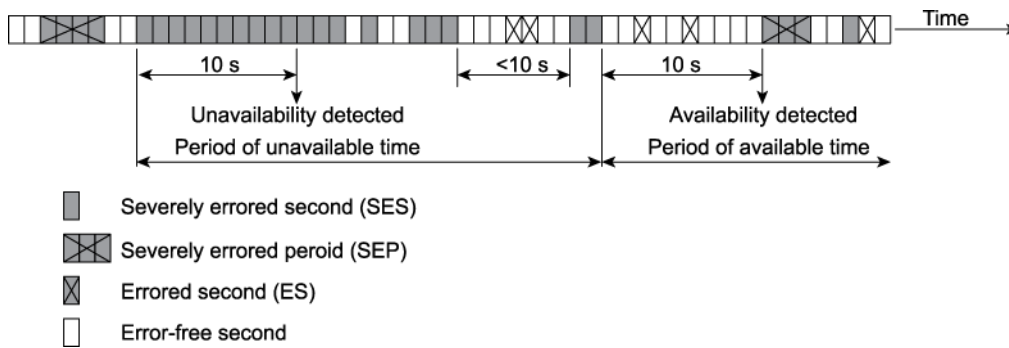 Time
10 s
<10 s
10 s
Unavailability detected
Availability detected
Period of unavailable time
Period of available time
Severely errored second (SES)
Severely errored peroid (SEP)
Errored second (ES)
Error-free second